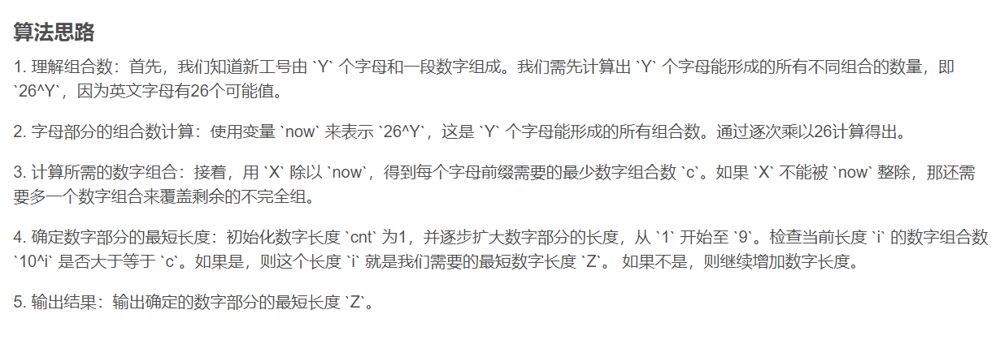 算法思路
1. 理解组合数：首先，我们知道新工号由 `Y` 个字母和一段数字组成。我们需先计算出 `Y` 个字母能形成的所有不同组合的数量，即
`26^Y`，因为英文字母有26个可能值。
2. 字母部分的组合数计算：使用变量 `now` 来表示 `26^Y`，这是 `Y` 个字母能形成的所有组合数。通过逐次乘以26计算得出。
3. 计算所需的数字组合：接着，用 `X` 除以 `now`，得到每个字母前缀需要的最少数字组合数 `c`。如果 `X` 不能被 `now` 整除，那还需
要多一个数字组合来覆盖剩余的不完全组。
4. 确定数字部分的最短长度：初始化数字长度 `cnt` 为1，并逐步扩大数字部分的长度，从 `1` 开始至 `9`。检查当前长度 `i` 的数字组合数
`10^i` 是否大于等于 `c`。如果是，则这个长度 `i` 就是我们需要的最短数字长度 `Z`。 如果不是，则继续增加数字长度。
5. 输出结果：输出确定的数字部分的最短长度 `Z`。